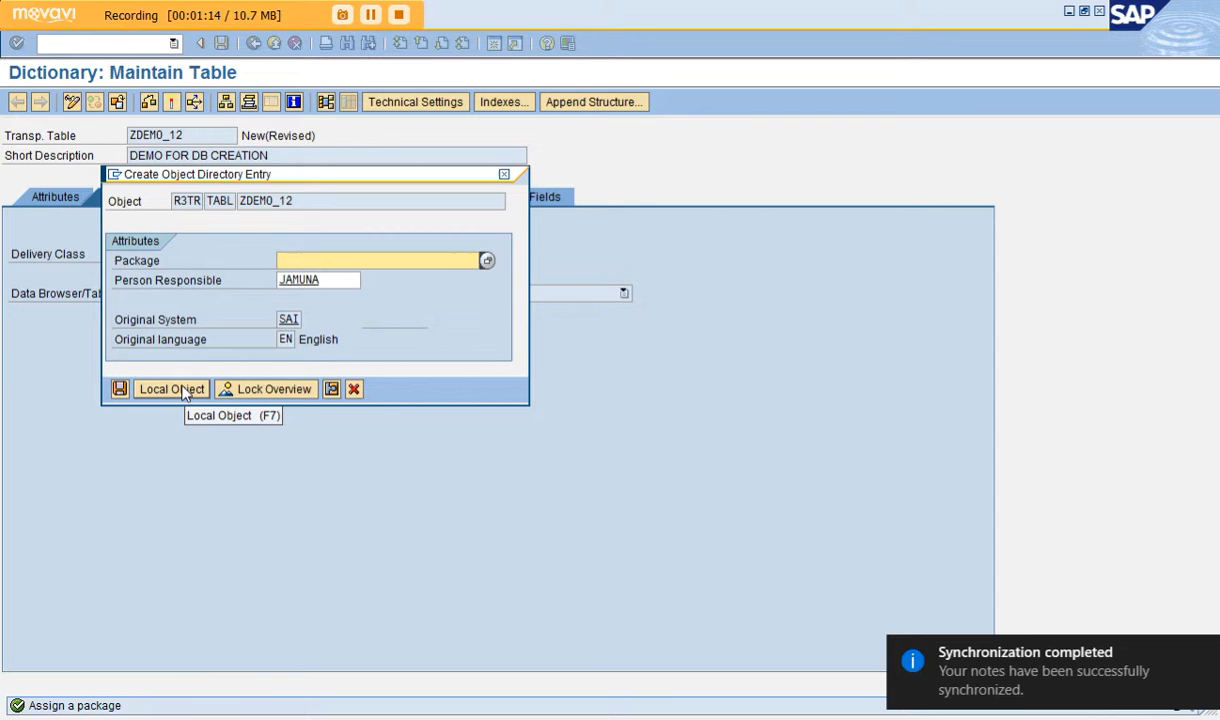 movavi Recording [00:01:14 / 10.7 MB]
SAP
Dictionary: Maintain Table
Technical Settings Indexes... Append Structure...
Transp. Table ZDEMO_12 New(Revised)
Short Description DEMO FOR DB CREATION
Attributes Fields
Create Object Directory Entry
Object R3TR TABL ZDEMO_12
Attributes
Package
Person Responsible JAMUNA
Original System SAI
Original language EN English
Local Object Lock Overview
Local Object (F7)
Delivery Class
Data Browser/Tab
Synchronization completed
Your notes have been successfully
synchronized.
Assign a package